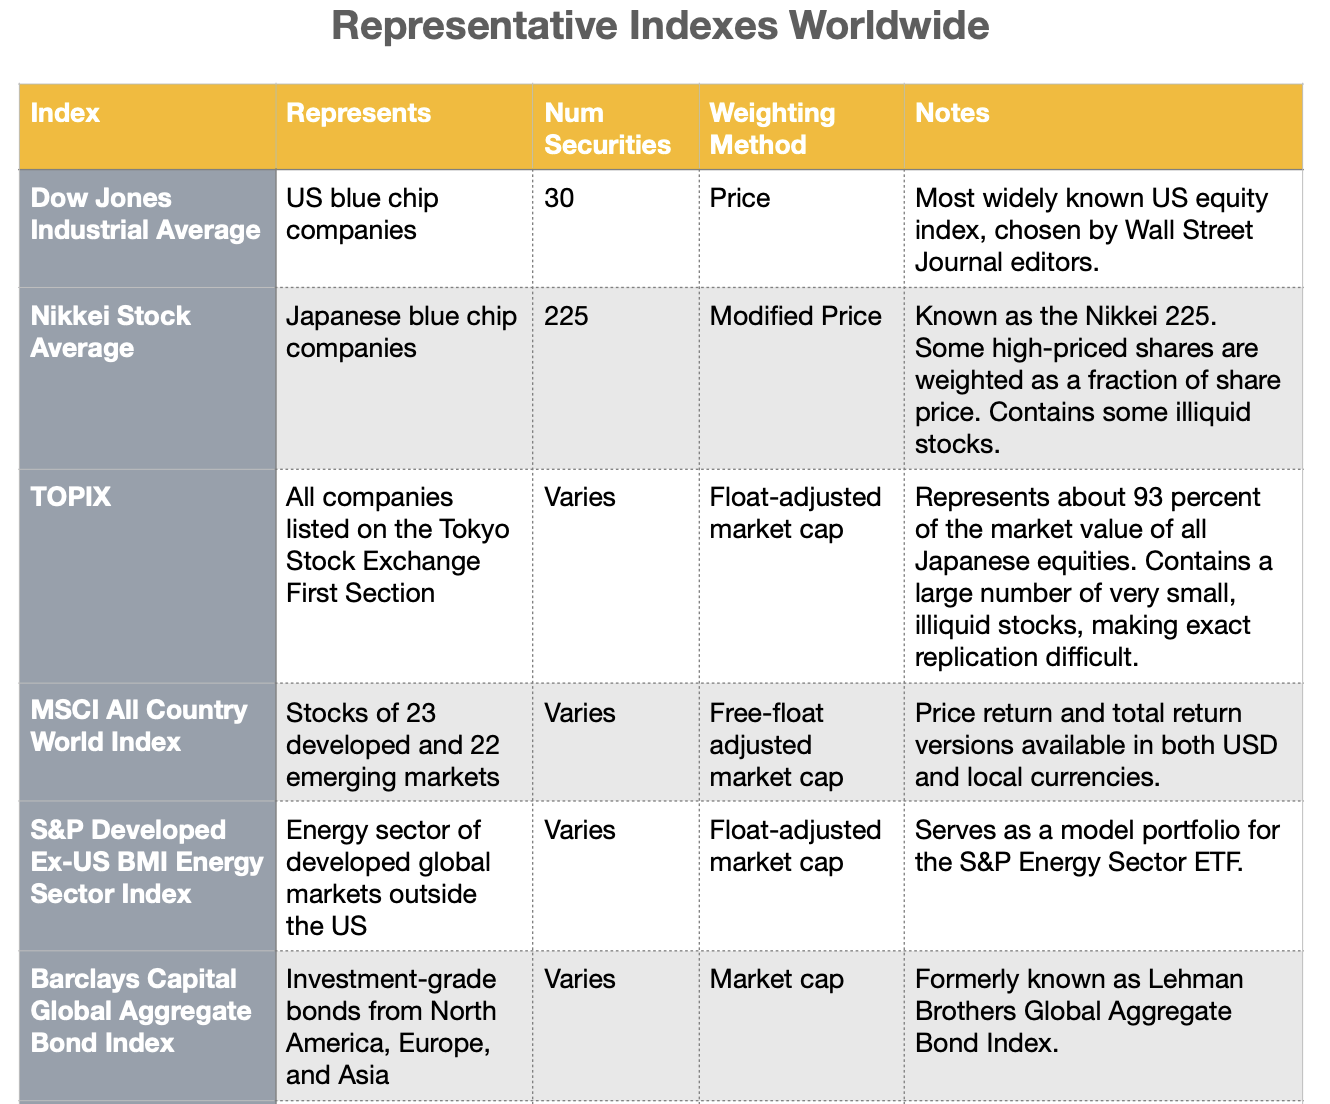 Representative Indexes Worldwide
Index
Represents
Num
Securities
Weighting
Method
Notes
Dow Jones
Industrial Average
US blue chip
companies
30
Price
Most widely known US equity
index, chosen by Wall Street
Journal editors.
Nikkei Stock
Average
Japanese blue chip
companies
225
Modified Price
Known as the Nikkei 225.
Some high-priced shares are
weighted as a fraction of share
price. Contains some illiquid
stocks.
TOPIX
All companies
listed on the Tokyo
Stock Exchange
First Section
Varies
Float-adjusted
market cap
Represents about 93 percent
of the market value of all
Japanese equities. Contains a
large number of very small,
illiquid stocks, making exact
replication difficult.
MSCI All Country
World Index
Stocks of 23
developed and 22
emerging markets
Varies
Free-float
adjusted
market cap
Price return and total return
versions available in both USD
and local currencies.
S&P Developed
Ex-US BMI Energy
Sector Index
Energy sector of
developed global
markets outside
the US
Varies
Float-adjusted
market cap
Serves as a model portfolio for
the S&P Energy Sector ETF.
Barclays Capital
Global Aggregate
Bond Index
Investment-grade
bonds from North
America, Europe,
and Asia
Varies
Market cap
Formerly known as Lehman
Brothers Global Aggregate
Bond Index.